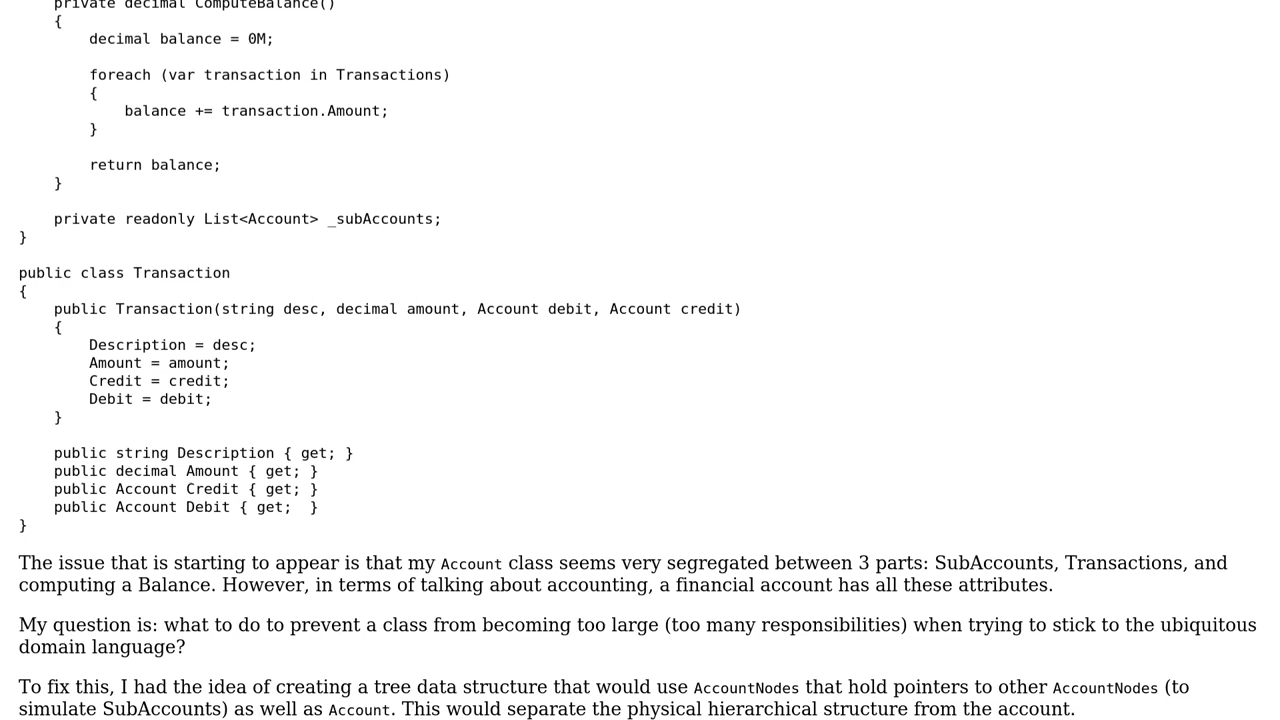 private decimal ComputeBalance()
    {
        decimal balance = 0M;

        foreach (var transaction in Transactions)
        {
            balance += transaction.Amount;
        }

        return balance;
    }

    private readonly List<Account> _subAccounts;
}

public class Transaction
{
    public Transaction(string desc, decimal amount, Account debit, Account credit)
    {
        Description = desc;
        Amount = amount;
        Credit = credit;
        Debit = debit;
    }

    public string Description { get; }
    public decimal Amount { get; }
    public Account Credit { get; }
    public Account Debit { get;  }
}

The issue that is starting to appear is that my Account class seems very segregated between 3 parts: SubAccounts, Transactions, and
computing a Balance. However, in terms of talking about accounting, a financial account has all these attributes.

My question is: what to do to prevent a class from becoming too large (too many responsibilities) when trying to stick to the ubiquitous
domain language?

To fix this, I had the idea of creating a tree data structure that would use AccountNodes that hold pointers to other AccountNodes (to
simulate SubAccounts) as well as Account. This would separate the physical hierarchical structure from the account.